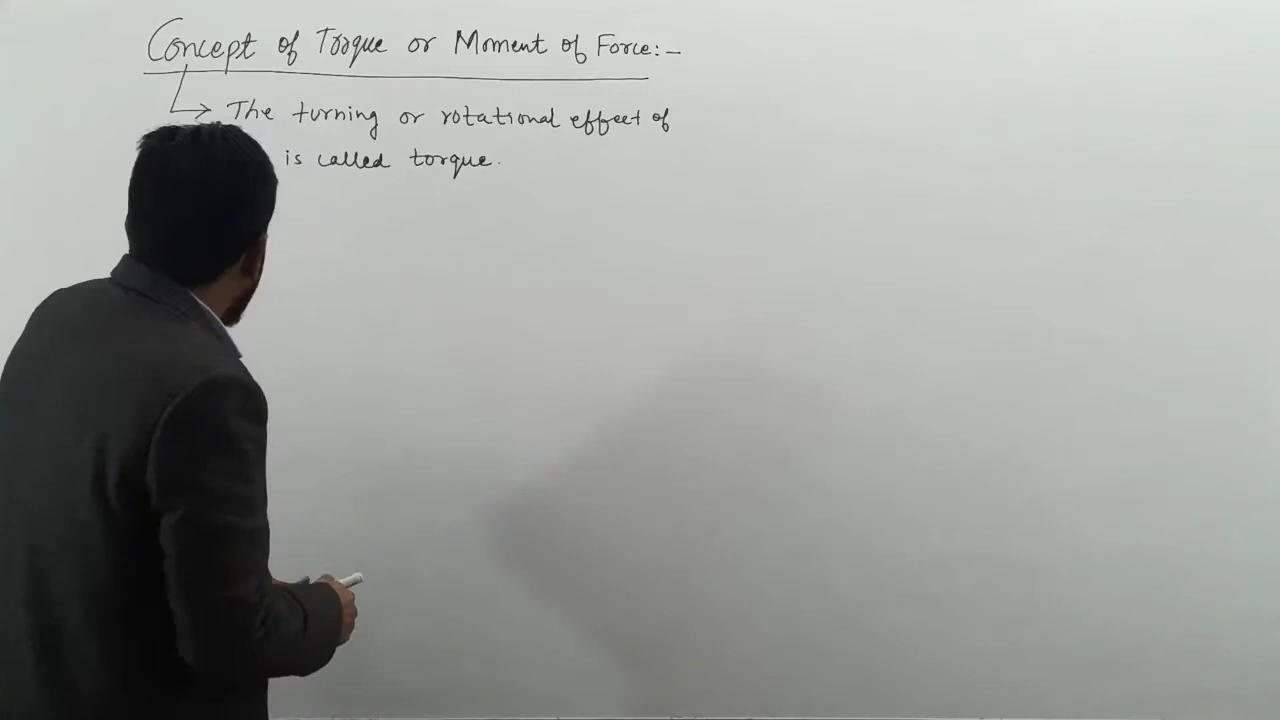 Concept of Torque or Moment of Force:-
The turning or rotational effect of
is called torque.